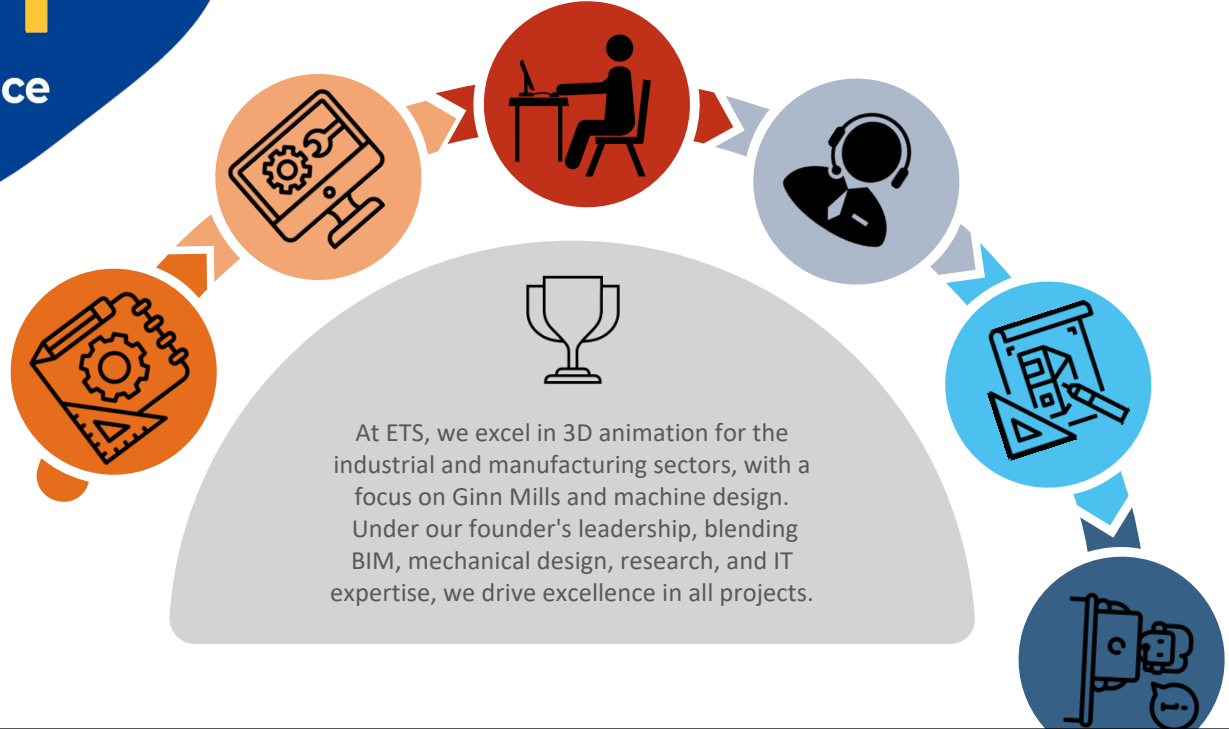 ce
At ETS, we excel in 3D animation for the
industrial and manufacturing sectors, with a
focus on Ginn Mills and machine design.
Under our founder's leadership, blending
BIM, mechanical design, research, and IT
expertise, we drive excellence in all projects.